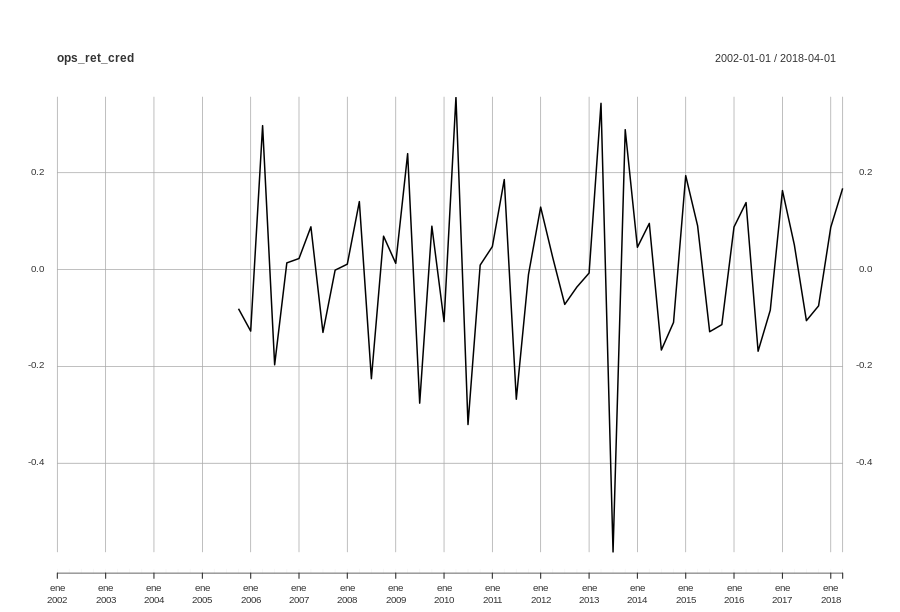 ops_ret_cred 2002-01-01 / 2018-04-01
0.2 0.2
0.0 0.0
-0.2 -0.2
-0.4 -0.4
ene ene ene ene ene ene ene ene ene ene ene ene ene ene ene ene ene
2002 2003 2004 2005 2006 2007 2008 2009 2010 2011 2012 2013 2014 2015 2016 2017 2018